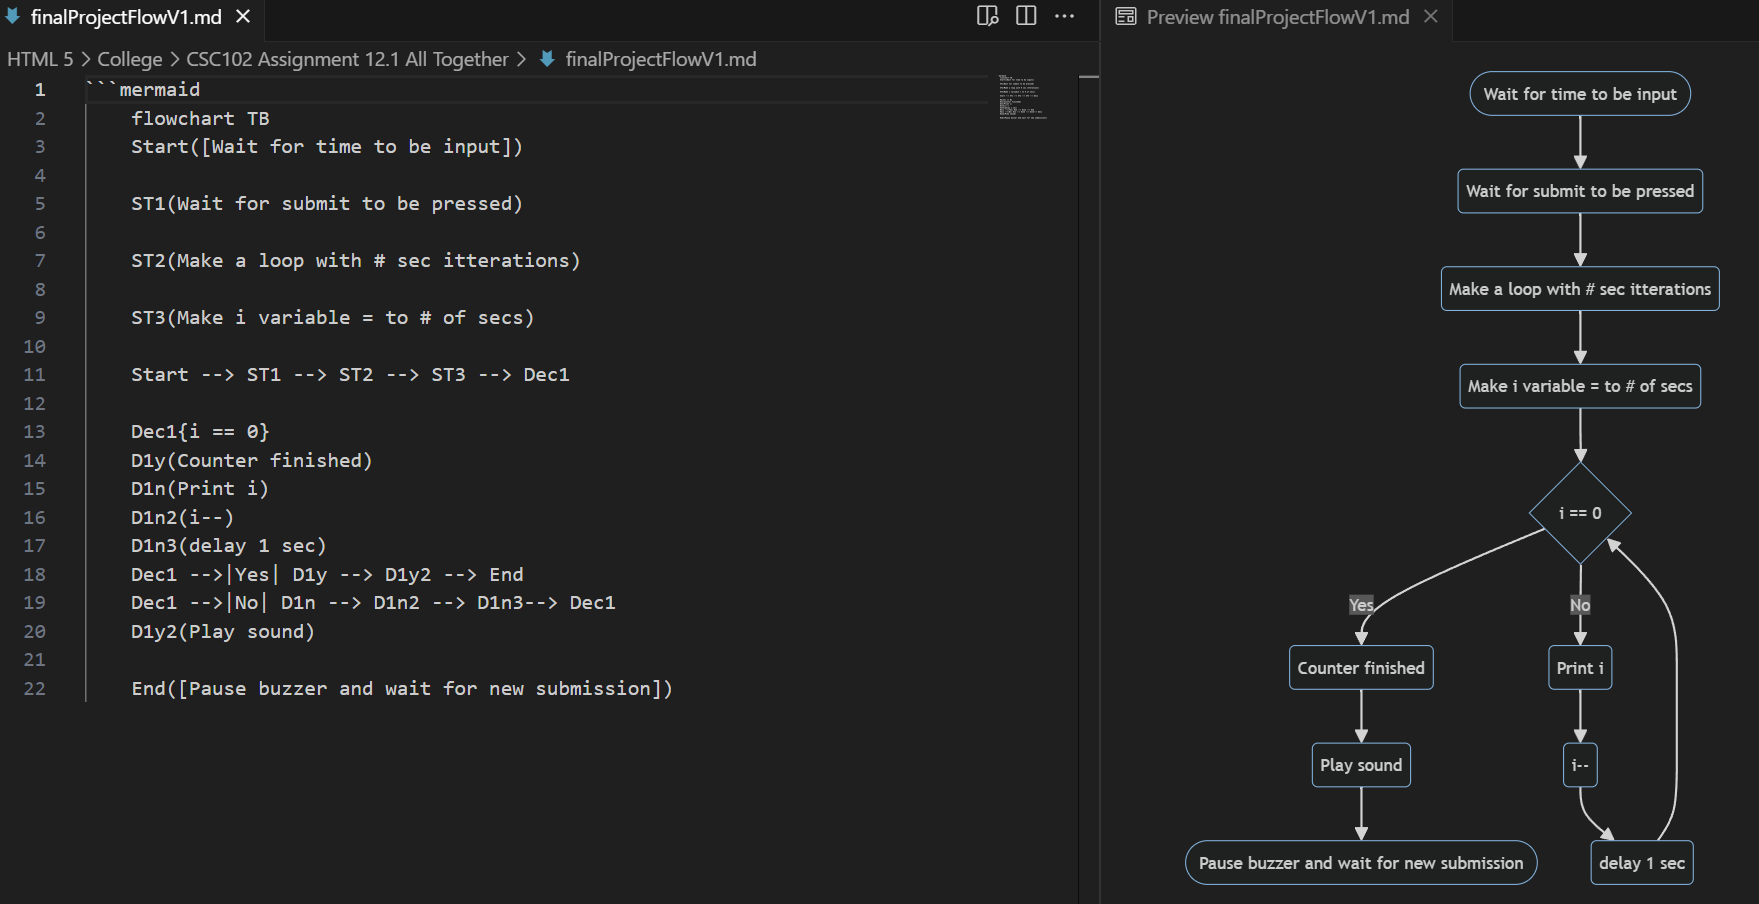 finalProjectFlowV1.md
HTML 5 > College > CSC102 Assignment 12.1 All Together > finalProjectFlowV1.md
1 ```mermaid
2 flowchart TB
3 Start([Wait for time to be input])
4
5 ST1(Wait for submit to be pressed)
6
7 ST2(Make a loop with # sec itterations)
8
9 ST3(Make i variable = to # of secs)
10
11 Start --> ST1 --> ST2 --> ST3 --> Dec1
12
13 Dec1{i == 0}
14 D1y(Counter finished)
15 D1n(Print i)
16 D1n2(i--)
17 D1n3(delay 1 sec)
18 Dec1 -->|Yes| D1y --> D1y2 --> End
19 Dec1 -->|No| D1n --> D1n2 --> D1n3--> Dec1
20 D1y2(Play sound)
21
22 End([Pause buzzer and wait for new submission])
Preview finalProjectFlowV1.md
Wait for time to be input
Wait for submit to be pressed
Make a loop with # sec itterations
Make i variable = to # of secs
i == 0
Yes
No
Counter finished
Print i
Play sound
i--
Pause buzzer and wait for new submission
delay 1 sec